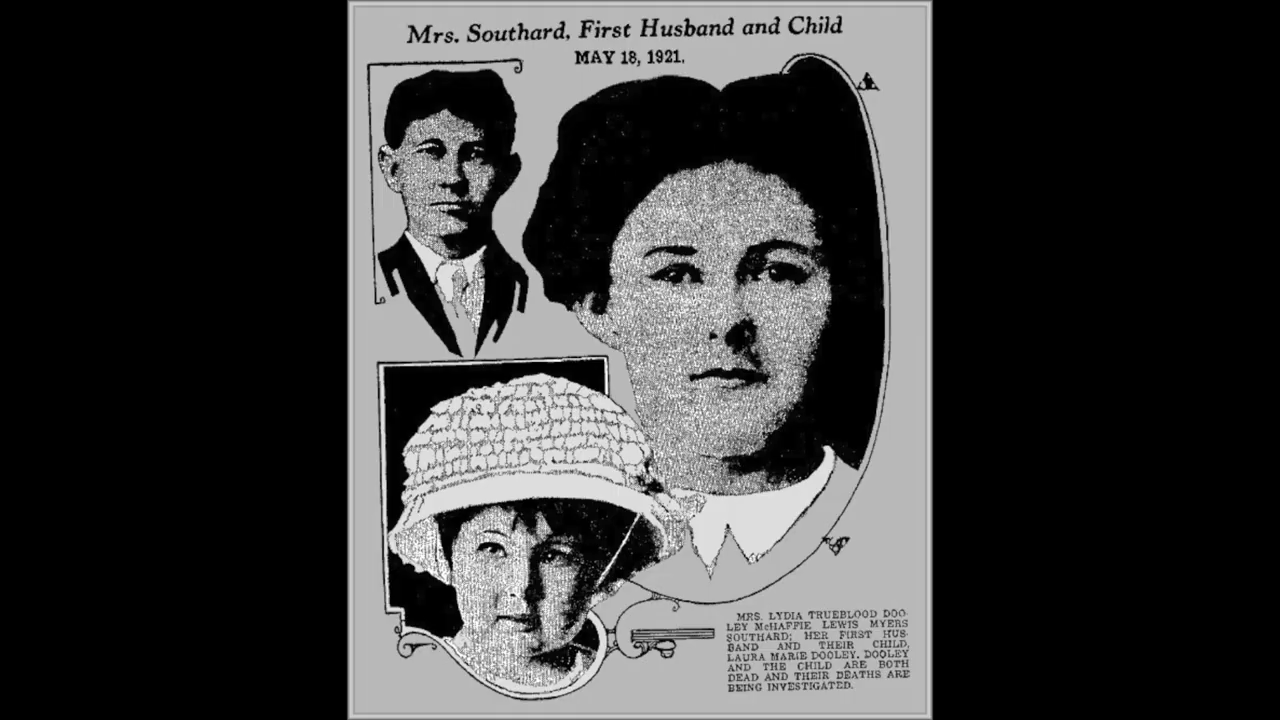 Mrs. Southard, First Husband and Child
MAY 18, 1921.
MRS. LYDIA TRUEBLOOD DOO-
LEY McHAFFIE LEWIS MYERS
SOUTHARD; HER FIRST HUS-
BAND AND THEIR CHILD,
LAURA MARIE DOOLEY. DOOLEY
AND THE CHILD ARE BOTH
DEAD AND THEIR DEATHS ARE
BEING INVESTIGATED.